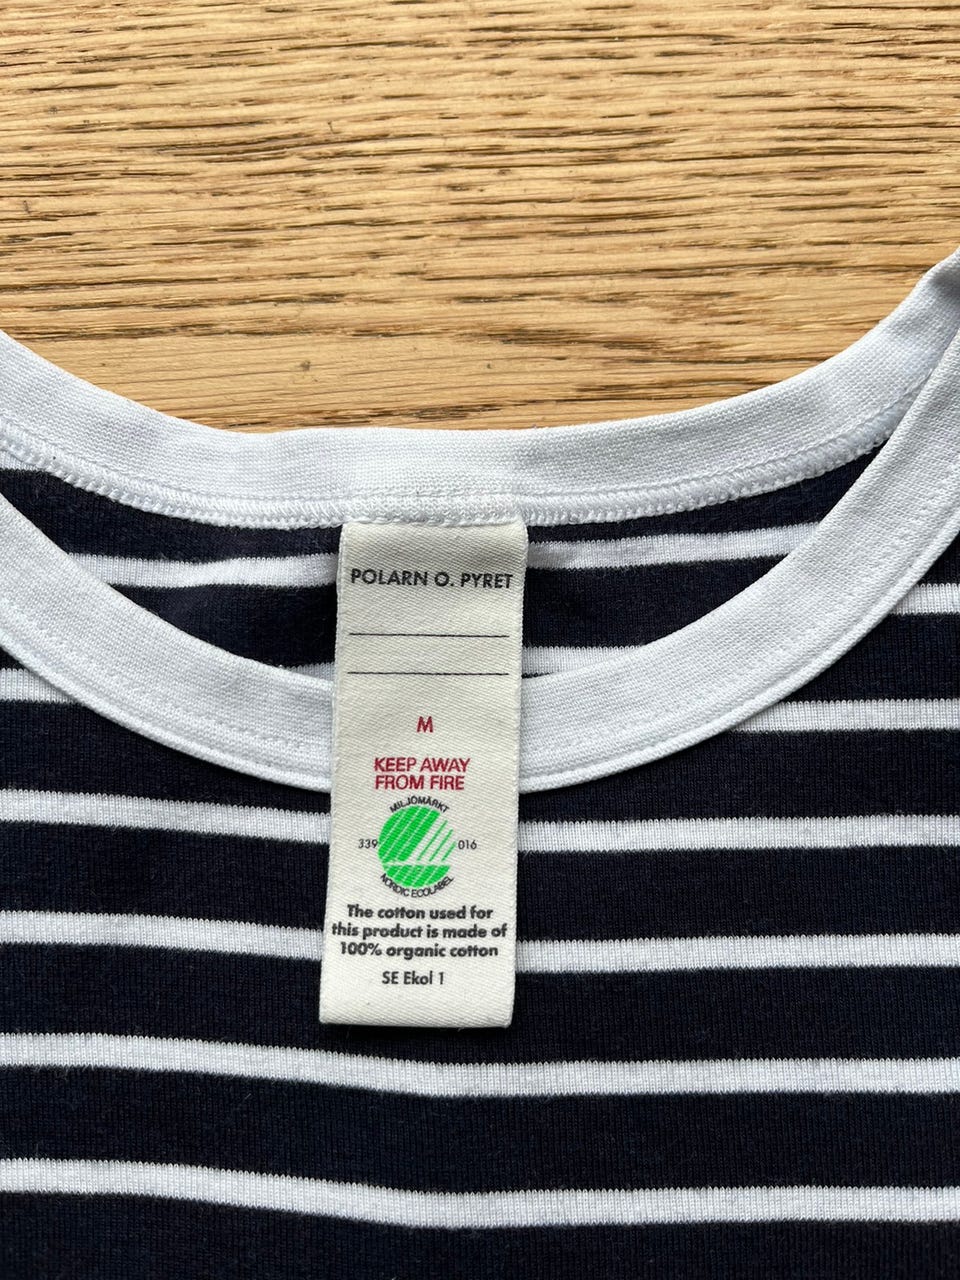 POLARN O. PYRET
M
KEEP AWAY
FROM FIRE
MILJÖMÄRKT
339 016
NORDIC ECOLABEL
The cotton used for
this product is made of
100% organic cotton
SE Ekol 1